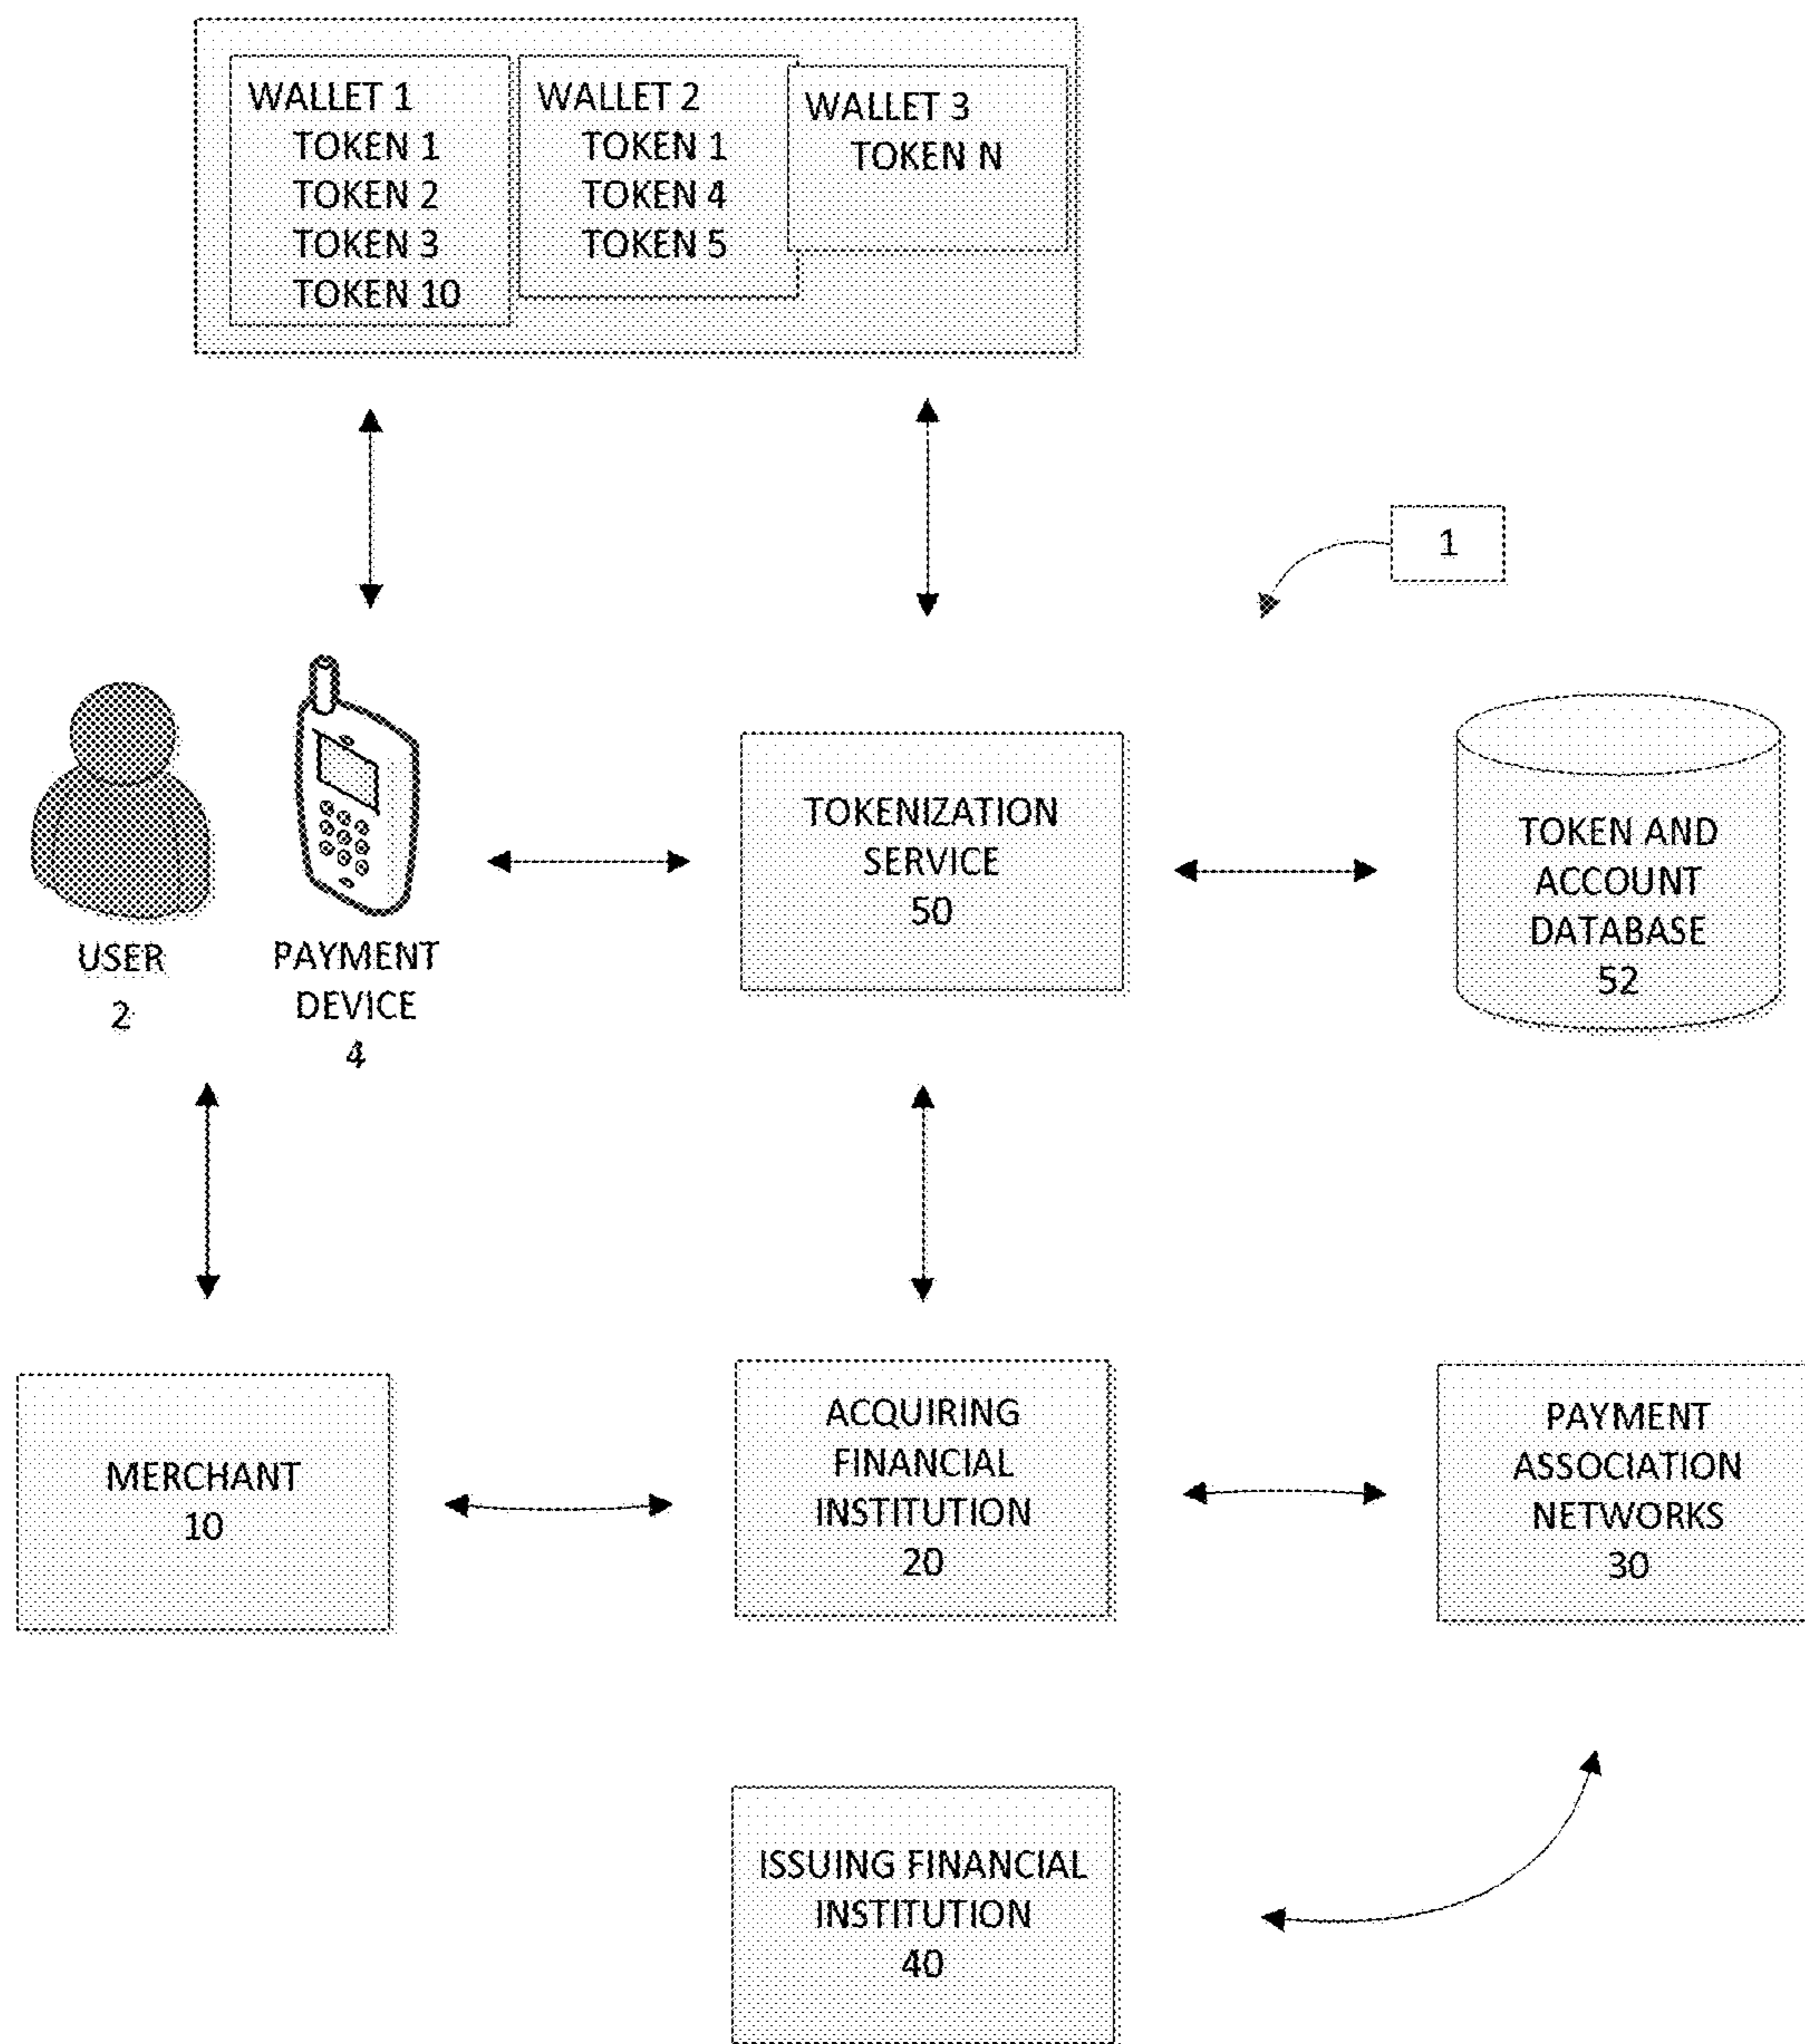 WALLET 1
TOKEN 1
TOKEN 2
TOKEN 3
TOKEN 10
WALLET 2
TOKEN 1
TOKEN 4
TOKEN 5
WALLET 3
TOKEN N
1
USER
2
PAYMENT
DEVICE
4
TOKENIZATION
SERVICE
50
TOKEN AND
ACCOUNT
DATABASE
52
MERCHANT
10
ACQUIRING
FINANCIAL
INSTITUTION
20
PAYMENT
ASSOCIATION
NETWORKS
30
ISSUING FINANCIAL
INSTITUTION
40